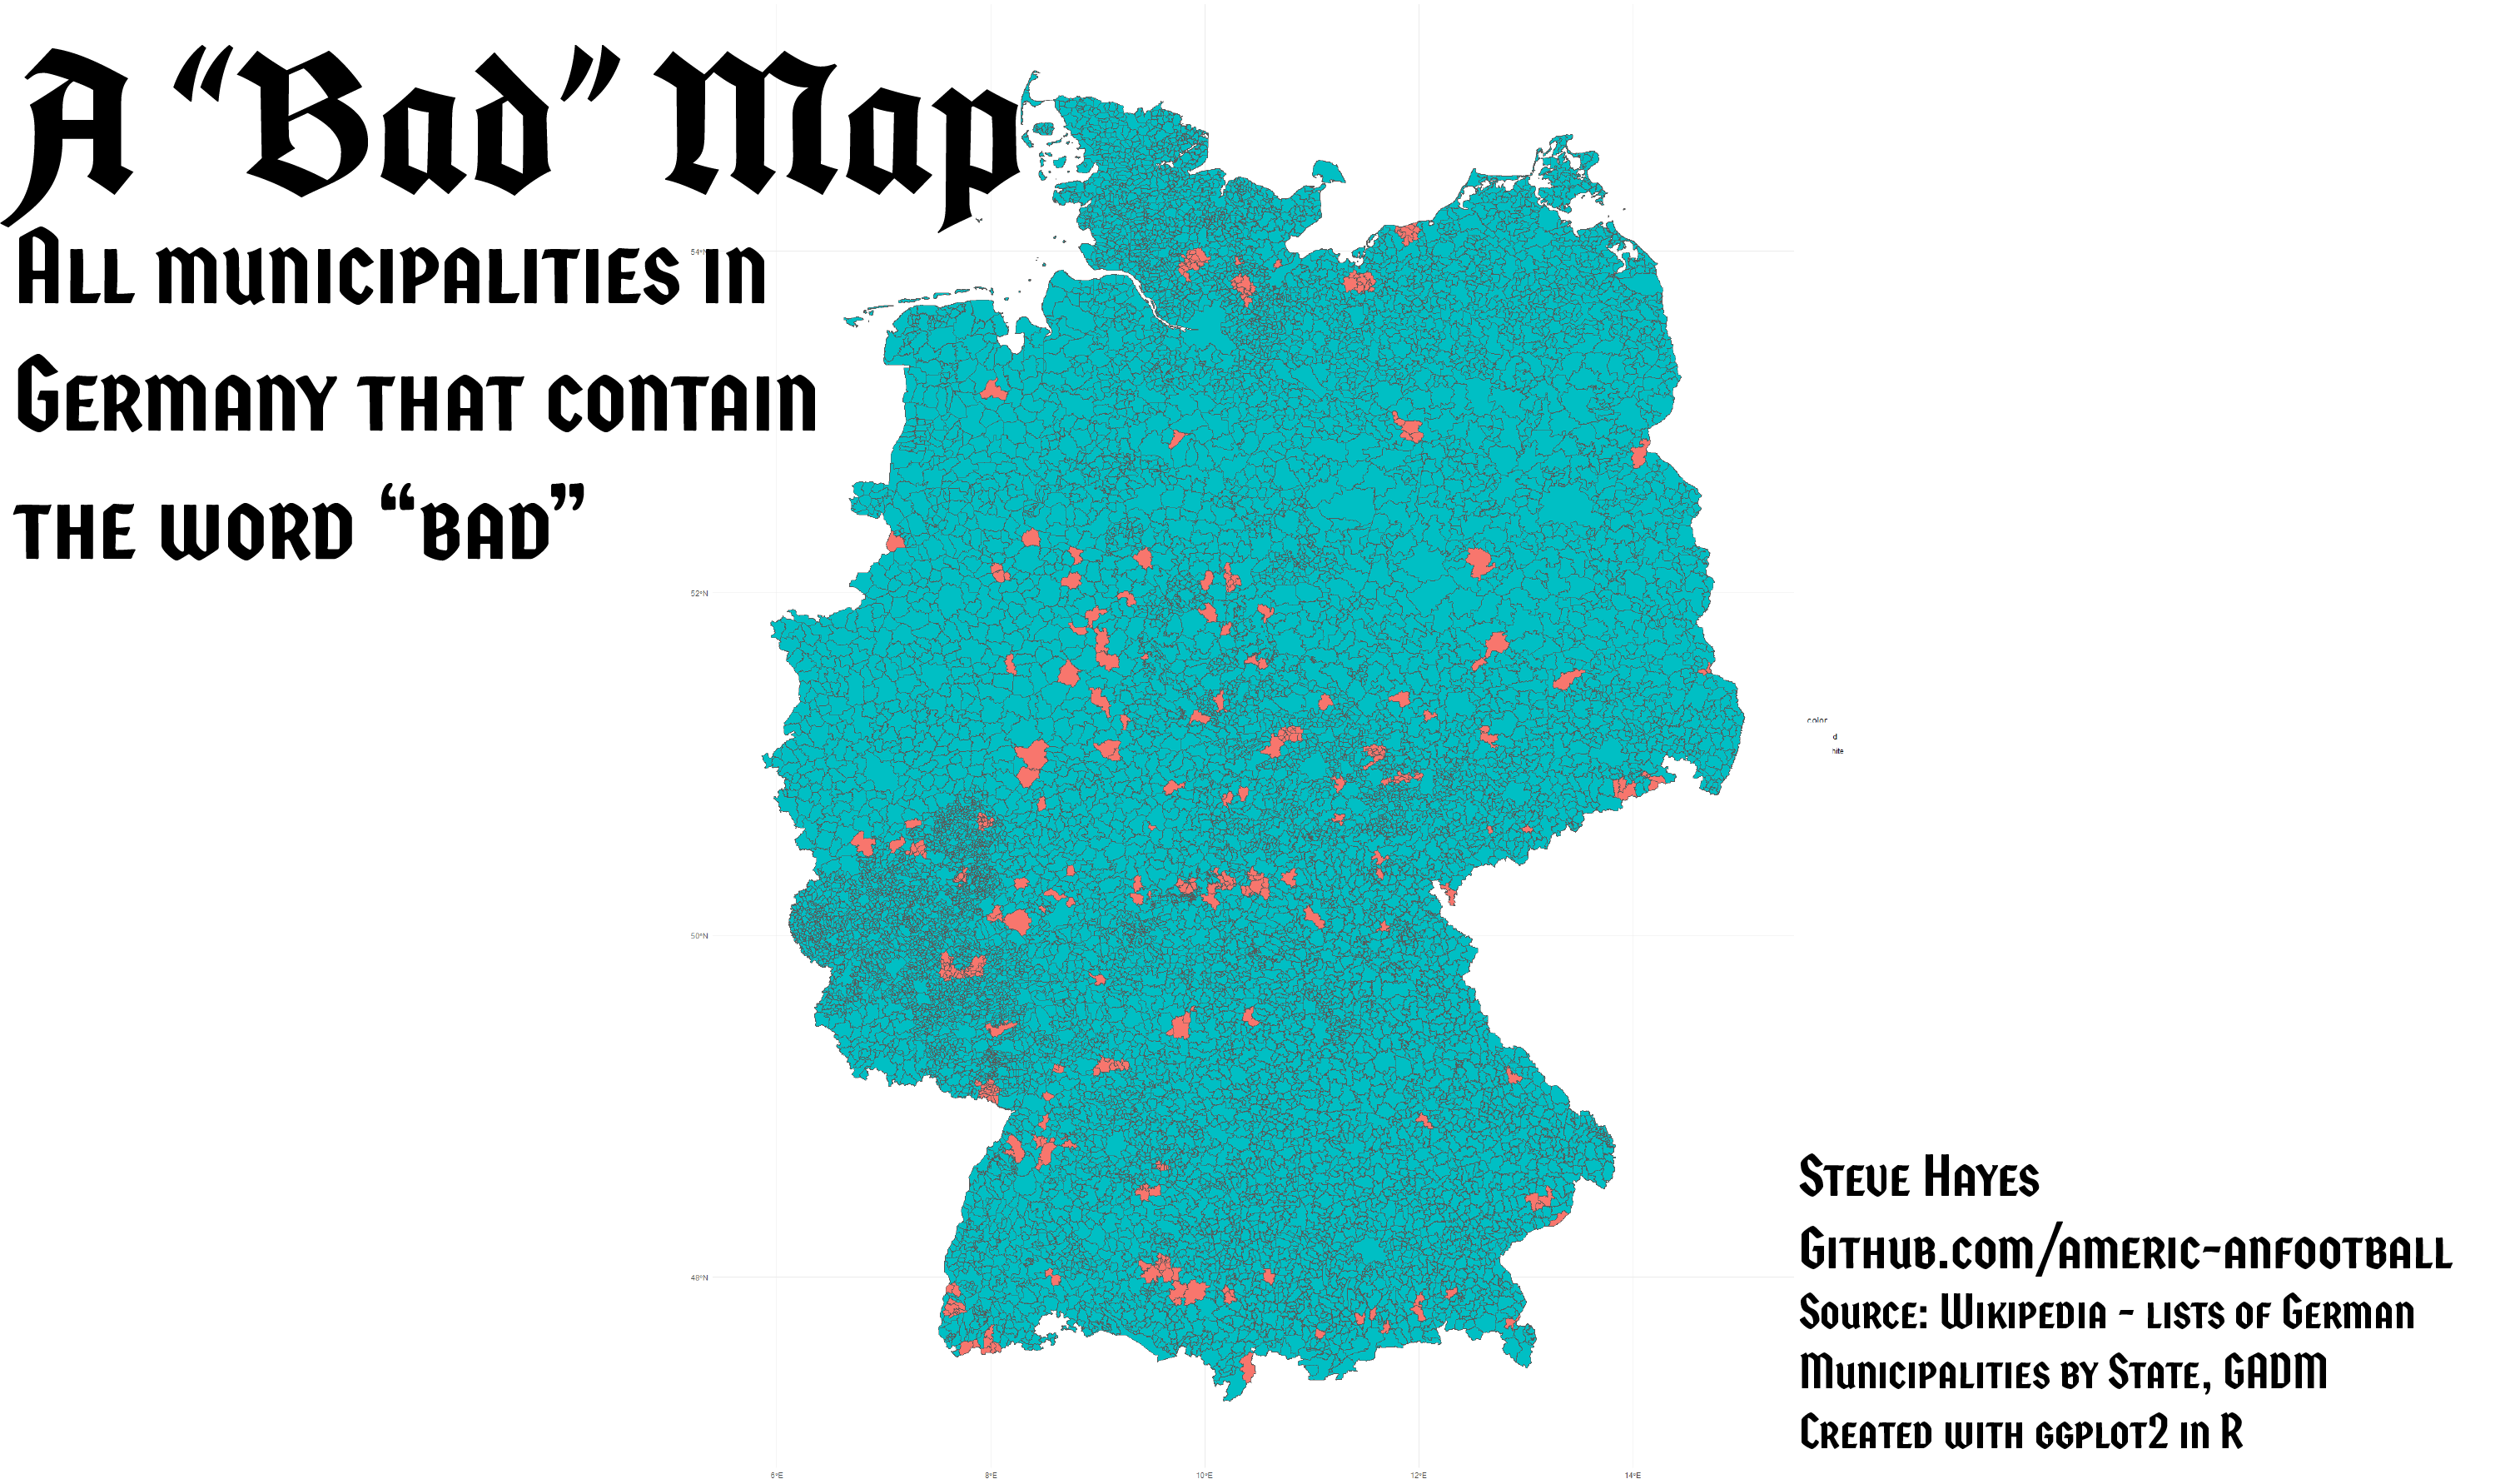 A “Bad” Map
All municipalities in
Germany that contain
the word “bad”
54°N
52°N
50°N
48°N
6°E
8°E
10°E
12°E
14°E
color
d
hite
Steve Hayes
Github.com/americ-anfootball
Source: Wikipedia - lists of German
Municipalities by State, GADM
Created with ggplot2 in R